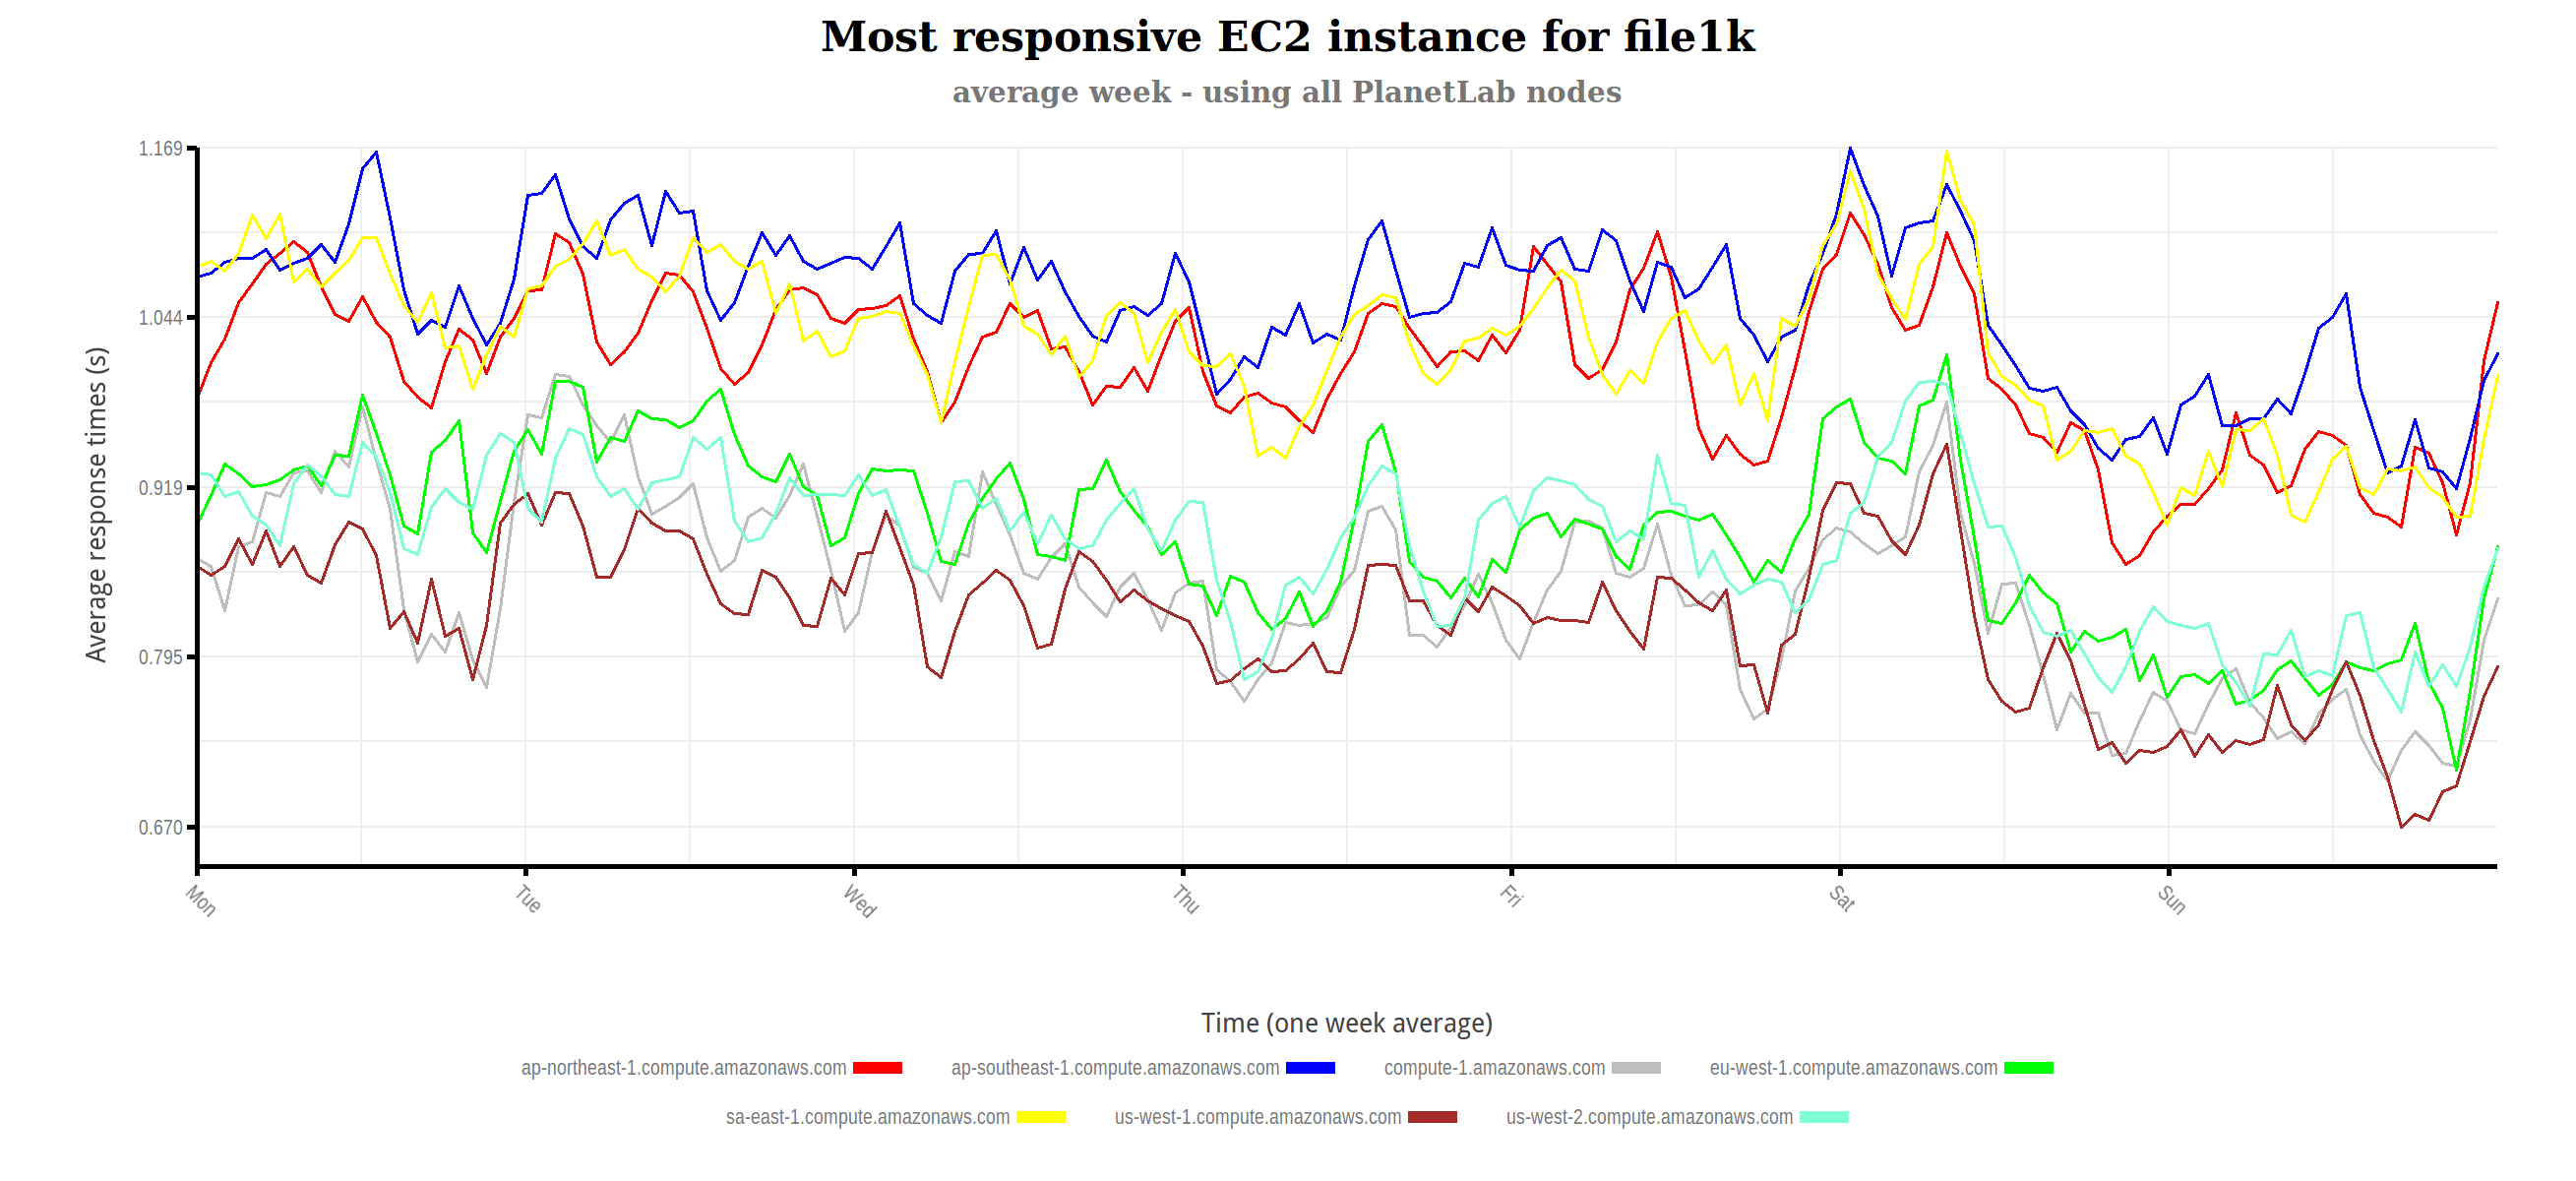 Most responsive EC2 instance for file1k
average week - using all PlanetLab nodes
Average response times (s)
1.169
1.044
0.919
0.795
0.670
Mon Tue Wed Thu Fri Sat Sun
Time (one week average)
ap-northeast-1.compute.amazonaws.com ap-southeast-1.compute.amazonaws.com compute-1.amazonaws.com eu-west-1.compute.amazonaws.com
sa-east-1.compute.amazonaws.com us-west-1.compute.amazonaws.com us-west-2.compute.amazonaws.com